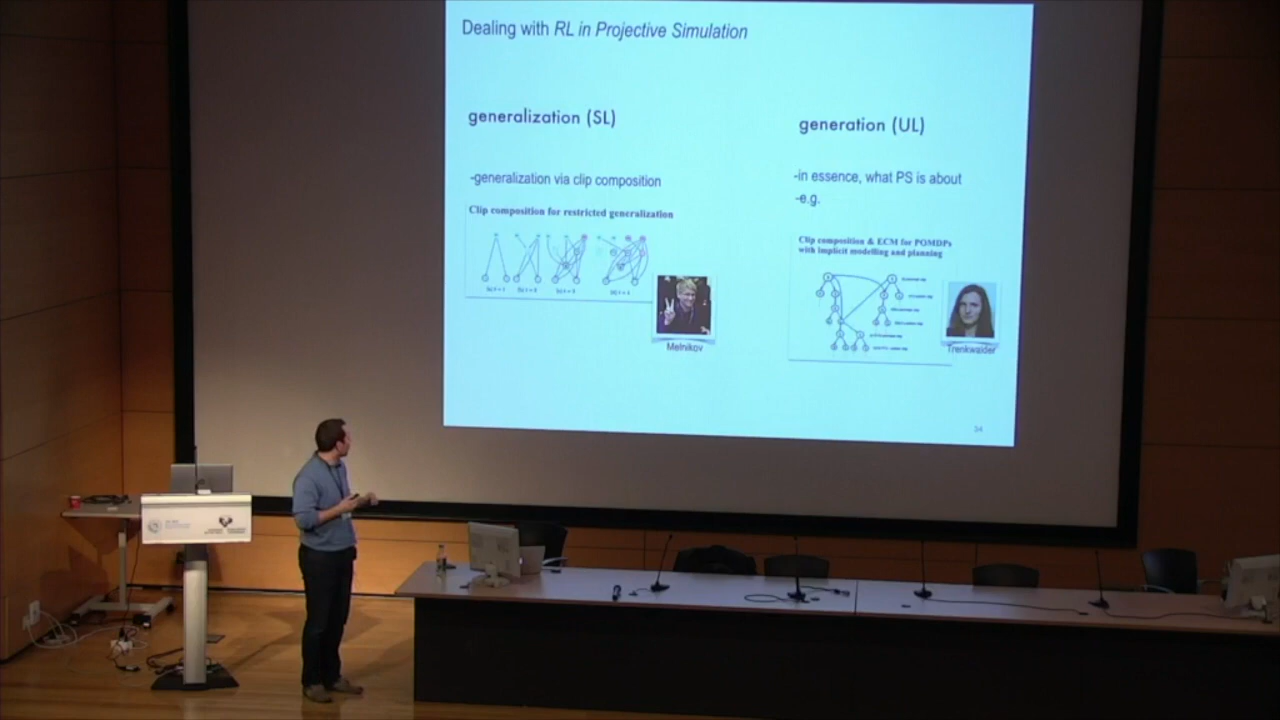 Dealing with RL in Projective Simulation
generalization (SL)
-generalization via clip composition
Clip composition for restricted generalization
Melnikov
generation (UL)
-in essence, what PS is about
-e.g.
Clip composition & ECM for POMDPs
with implicit modelling and planning
Trenkwalder
34